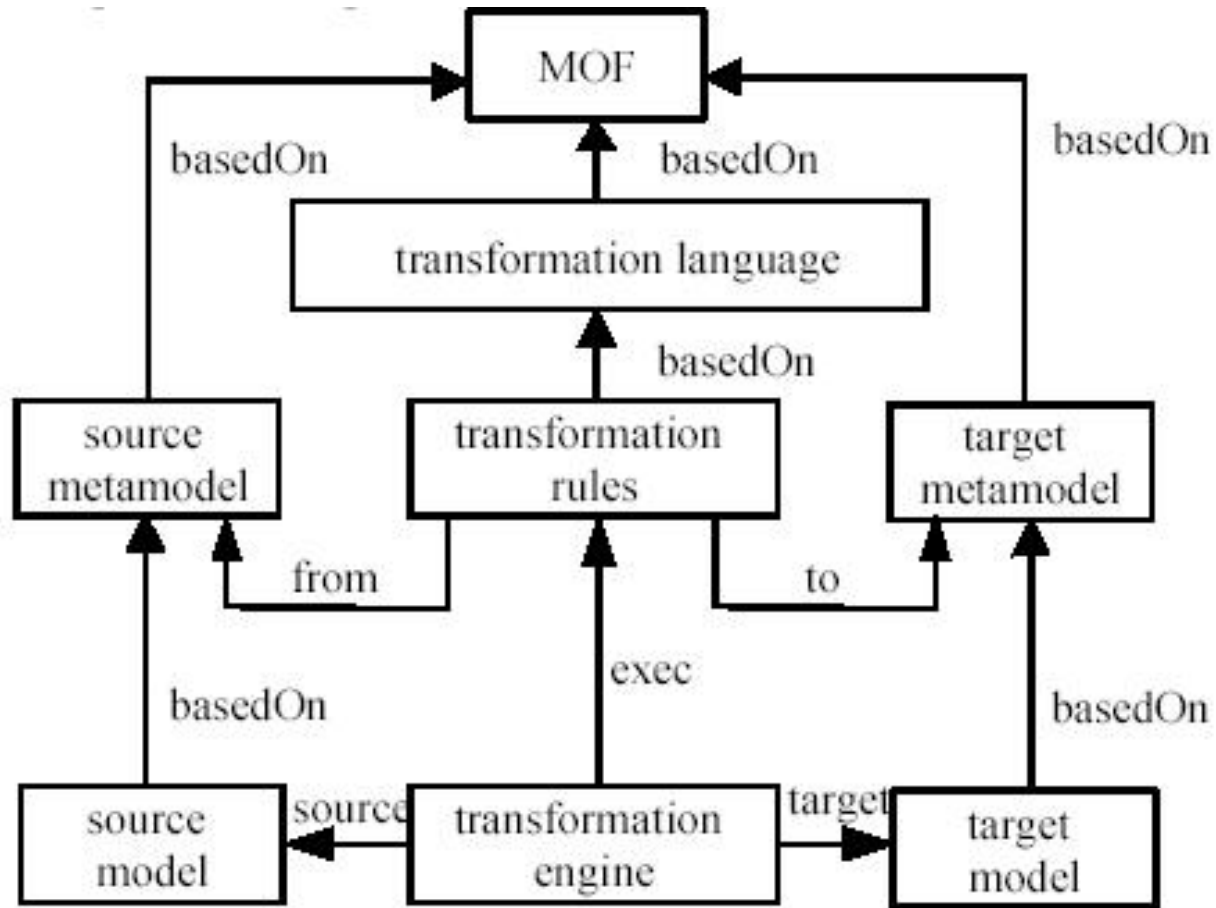 MOF
basedOn
basedOn
basedOn
transformation language
basedOn
source
metamodel
transformation
rules
target
metamodel
from
to
exec
basedOn
basedOn
source
model
source
transformation
engine
target
target
model